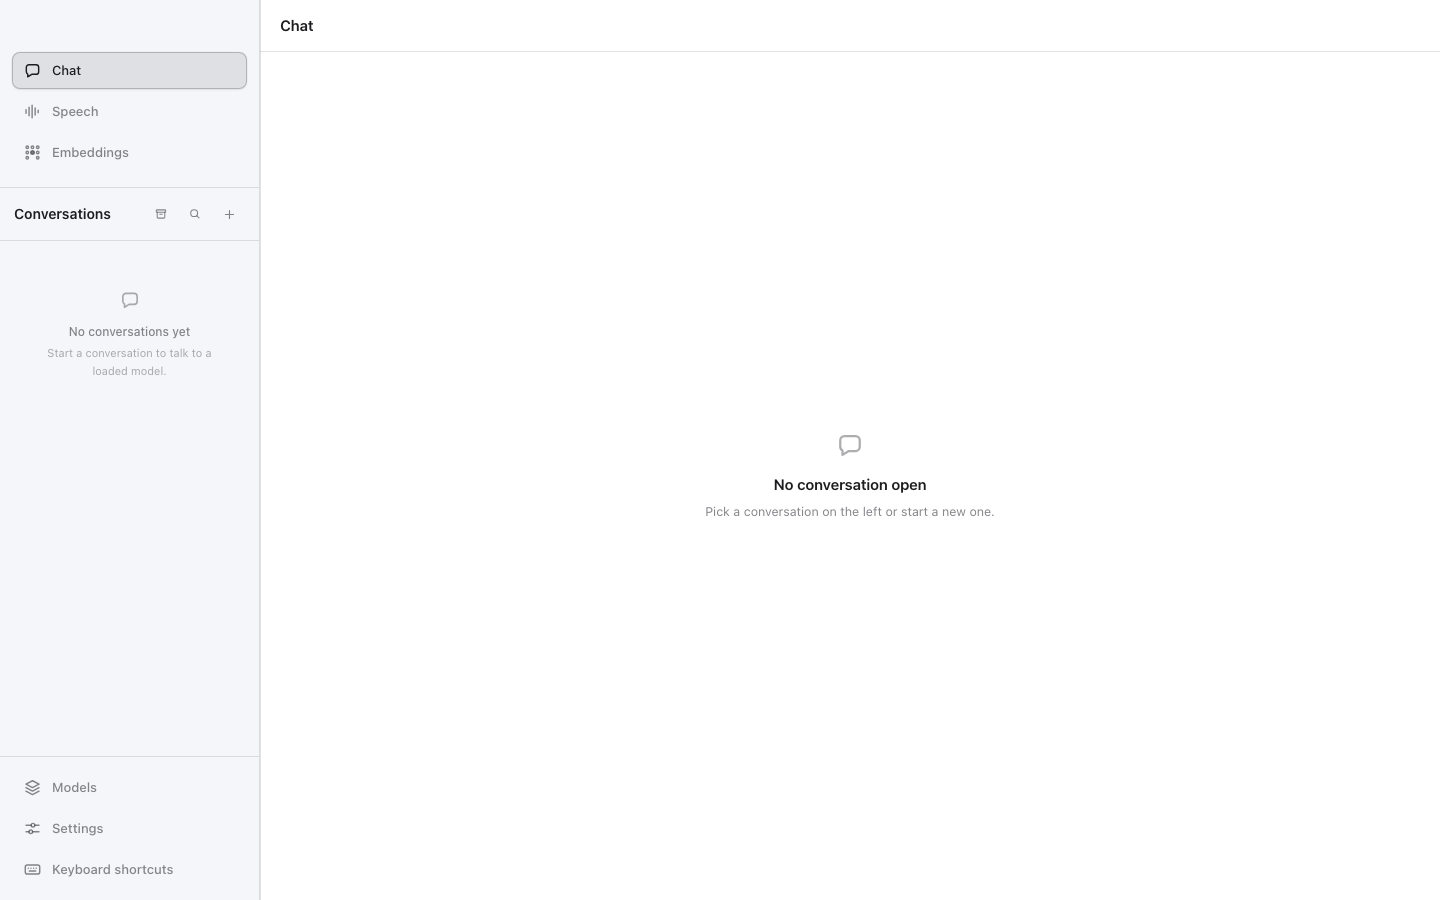 Chat
Speech
Embeddings
Conversations
No conversations yet
Start a conversation to talk to a
loaded model.
Models
Settings
Keyboard shortcuts
Chat
No conversation open
Pick a conversation on the left or start a new one.